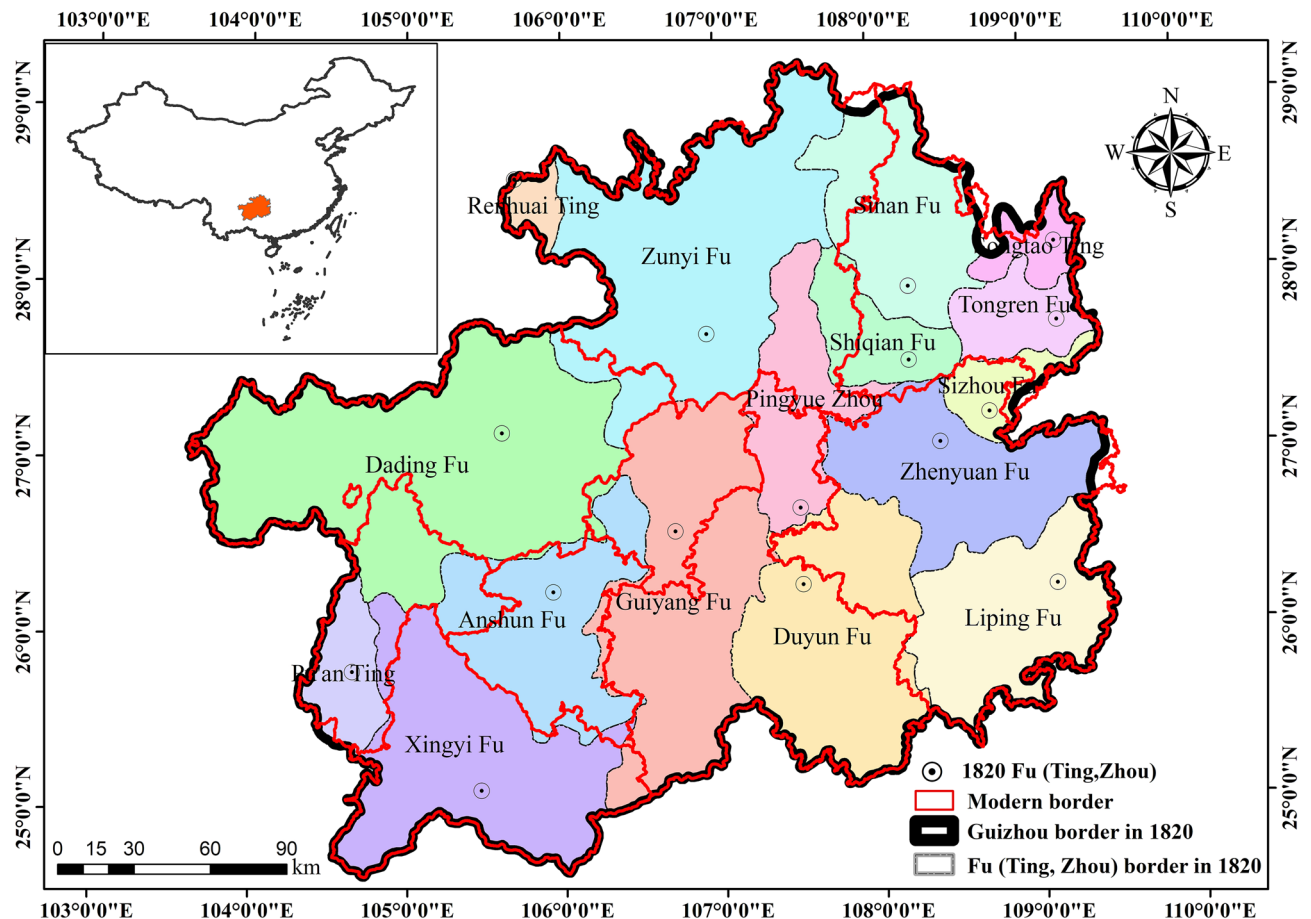 103°0'0"E 104°0'0"E 105°0'0"E 106°0'0"E 107°0'0"E 108°0'0"E 109°0'0"E 110°0'0"E
29°0'0"N
28°0'0"N
27°0'0"N
26°0'0"N
25°0'0"N
29°0'0"N
28°0'0"N
27°0'0"N
26°0'0"N
25°0'0"N
N
W E
S
Renhuai Ting
Sinan Fu
Zunyi Fu
Ting
Tongren Fu
Shiqian Fu
Sizhou Fu
Pingyue Zhou
Dading Fu
Zhenyuan Fu
Guiyang Fu
Anshun Fu
Liping Fu
Duyun Fu
Pu'an Ting
Xingyi Fu
1820 Fu (Ting,Zhou)
Modern border
Guizhou border in 1820
Fu (Ting, Zhou) border in 1820
0 15 30 60 90
km
103°0'0"E 104°0'0"E 105°0'0"E 106°0'0"E 107°0'0"E 108°0'0"E 109°0'0"E 110°0'0"E